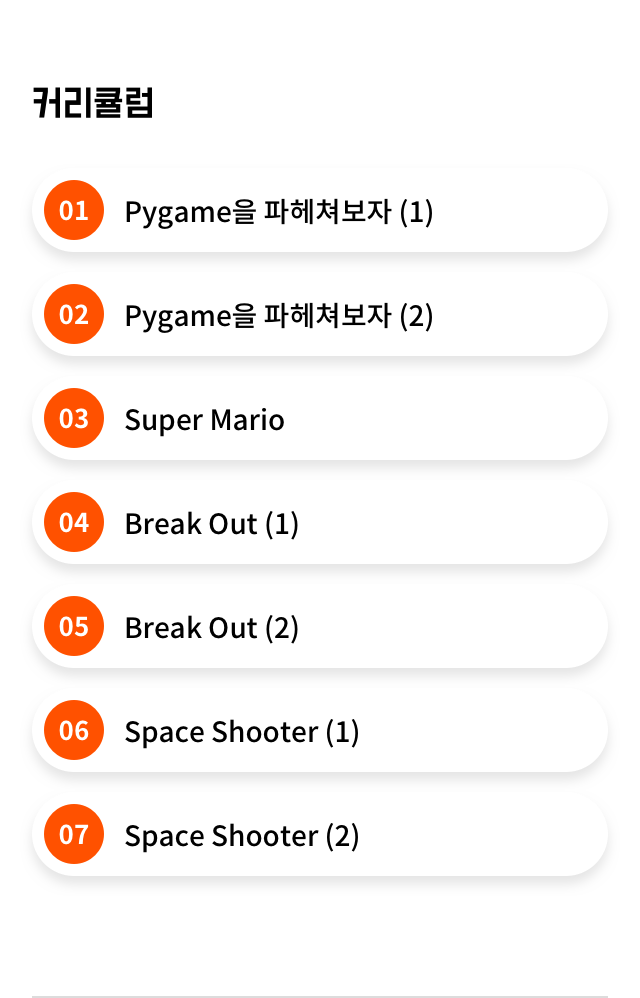 커리큘럼
01 Pygame을 파헤쳐보자 (1)
02 Pygame을 파헤쳐보자 (2)
03 Super Mario
04 Break Out (1)
05 Break Out (2)
06 Space Shooter (1)
07 Space Shooter (2)